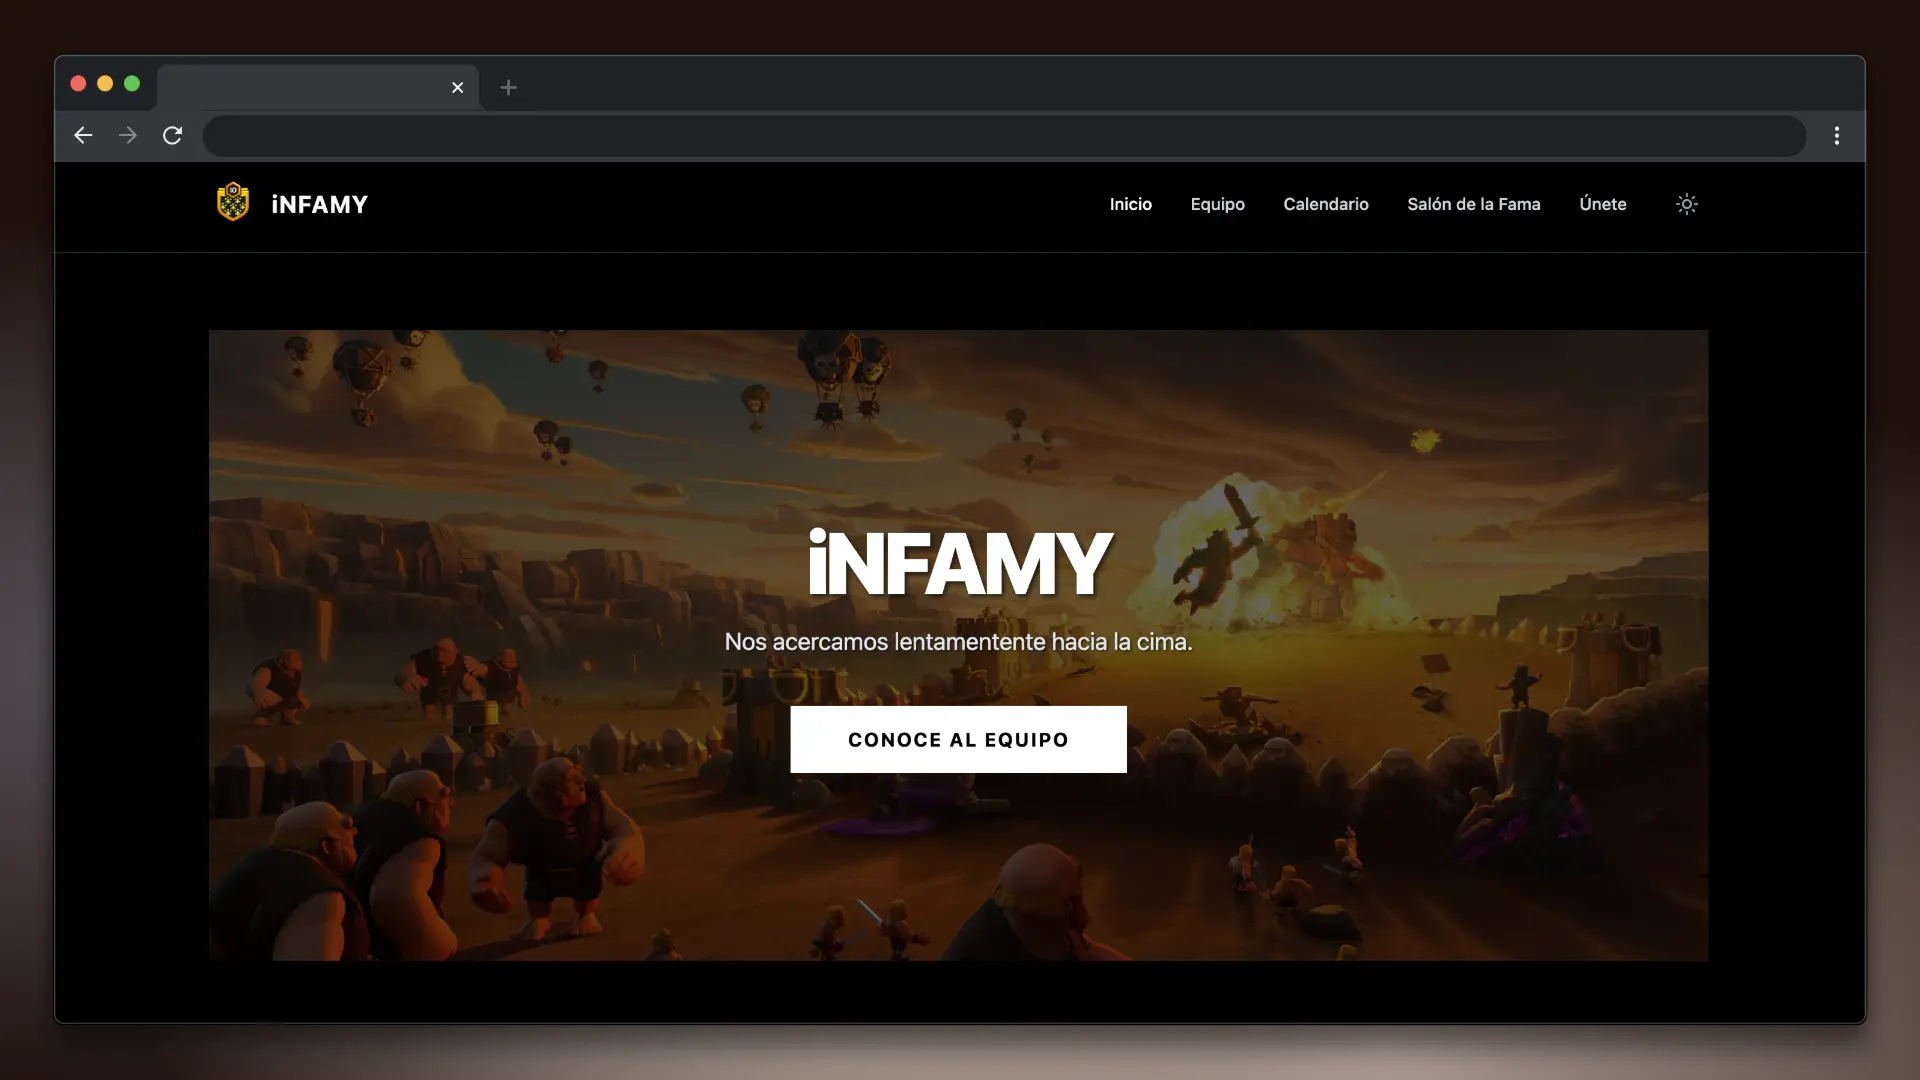 10
iNFAMY
Inicio Equipo Calendario Salón de la Fama Únete
iNFAMY
Nos acercamos lentamentente hacia la cima.
CONOCE AL EQUIPO